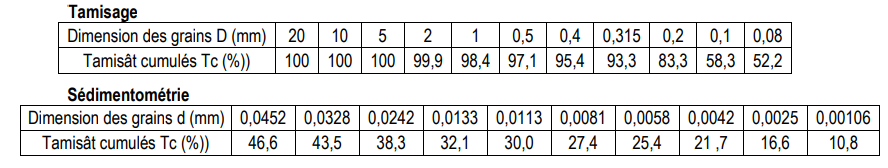 Tamisage
Dimension des grains D (mm) 20 10 5 2 1 0,5 0,4 0,315 0,2 0,1 0,08
Tamisât cumulés Tc (%)) 100 100 100 99,9 98,4 97,1 95,4 93,3 83,3 58,3 52,2
Sédimentométrie
Dimension des grains d (mm) 0,0452 0,0328 0,0242 0,0133 0,0113 0,0081 0,0058 0,0042 0,0025 0,00106
Tamisât cumulés Tc (%)) 46,6 43,5 38,3 32,1 30,0 27,4 25,4 21 ,7 16,6 10,8